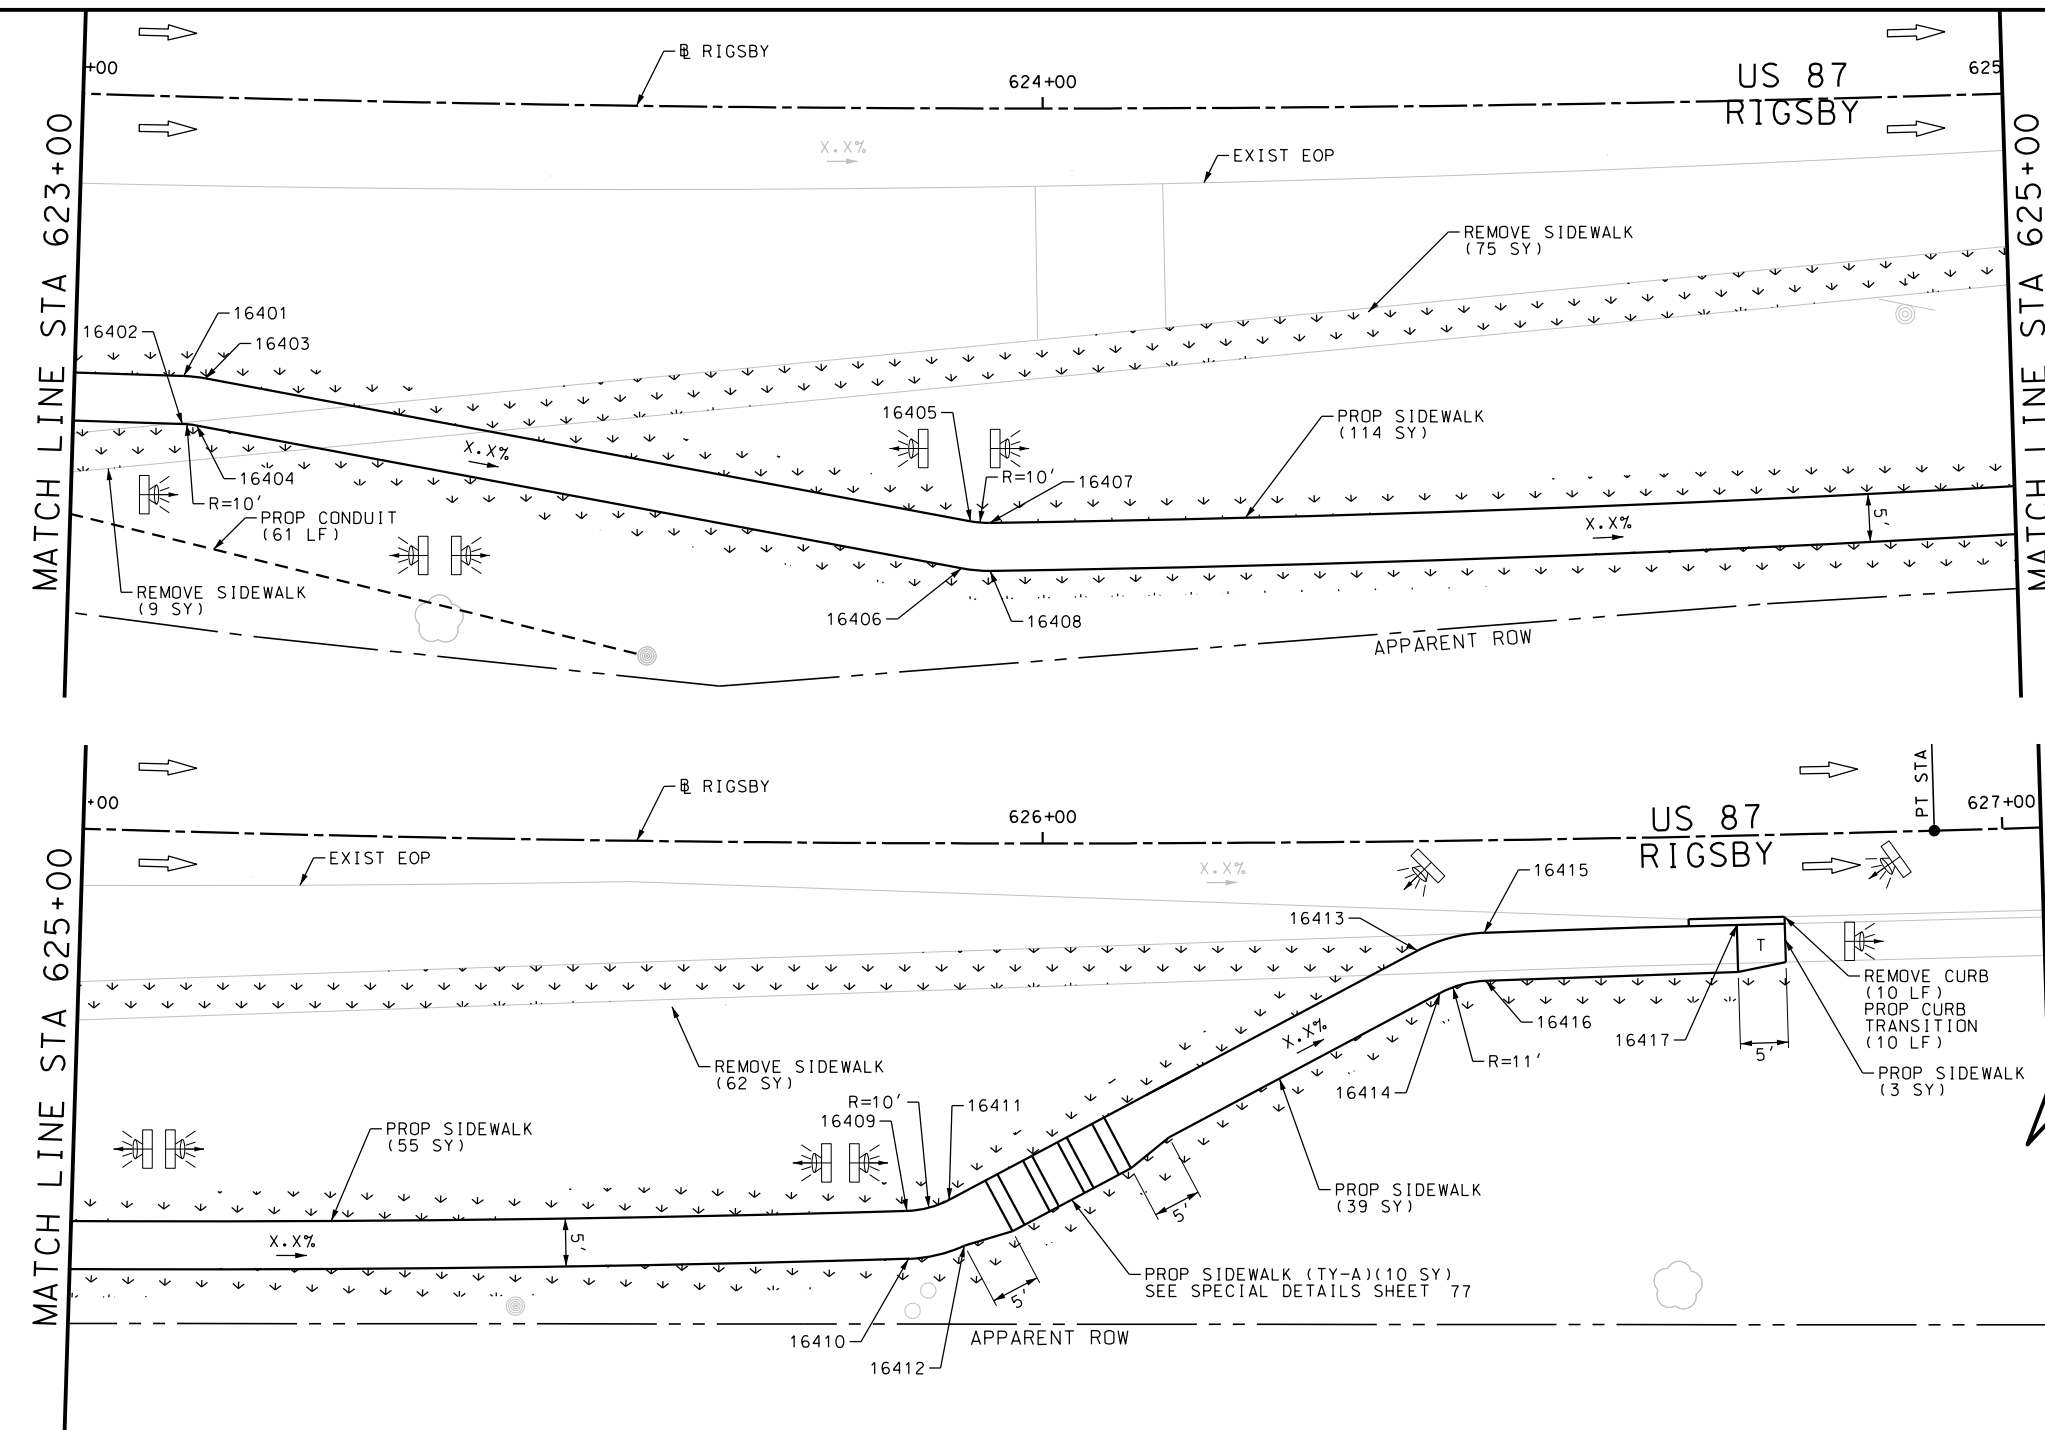 +00
℄ RIGSBY
624+00
US 87
RIGSBY
625
X.X%
EXIST EOP
MATCH LINE STA 623+00
MATCH LINE STA 625+00
REMOVE SIDEWALK
(75 SY)
16401
16402
16403
16405
PROP SIDEWALK
(114 SY)
X.X%
16404
R=10'
R=10'
16407
PROP CONDUIT
(61 LF)
X.X%
5'
REMOVE SIDEWALK
(9 SY)
16406
16408
APPARENT ROW
+00
℄ RIGSBY
626+00
US 87
RIGSBY
PT STA
627+00
EXIST EOP
X.X%
16415
16413
MATCH LINE STA 625+00
T
REMOVE CURB
(10 LF)
PROP CURB
TRANSITION
(10 LF)
16416
16417
5'
X.X%
R=11'
REMOVE SIDEWALK
(62 SY)
PROP SIDEWALK
(3 SY)
16414
R=10'
16409
16411
PROP SIDEWALK
(55 SY)
PROP SIDEWALK
(39 SY)
5'
X.X%
5'
PROP SIDEWALK (TY-A)(10 SY)
SEE SPECIAL DETAILS SHEET 77
5'
16410
APPARENT ROW
16412